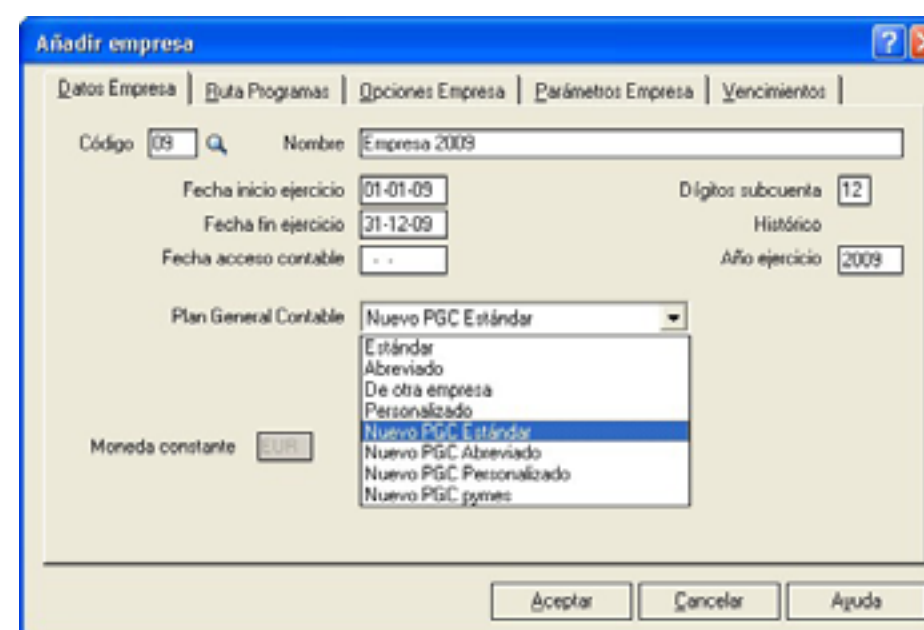 Añadir empresa
Datos Empresa Ruta Programas Opciones Empresa Parámetros Empresa Vencimientos
Código 09 Nombre Empresa 2009
Fecha inicio ejercicio 01-01-09 Dígitos subcuenta 12
Fecha fin ejercicio 31-12-09 Histórico
Fecha acceso contable - - Año ejercicio 2009
Plan General Contable Nuevo PGC Estándar
Estándar
Abreviado
De otra empresa
Personalizado
Nuevo PGC Estándar
Moneda constante EUR
Nuevo PGC Abreviado
Nuevo PGC Personalizado
Nuevo PGC pymes
Aceptar Cancelar Ayuda